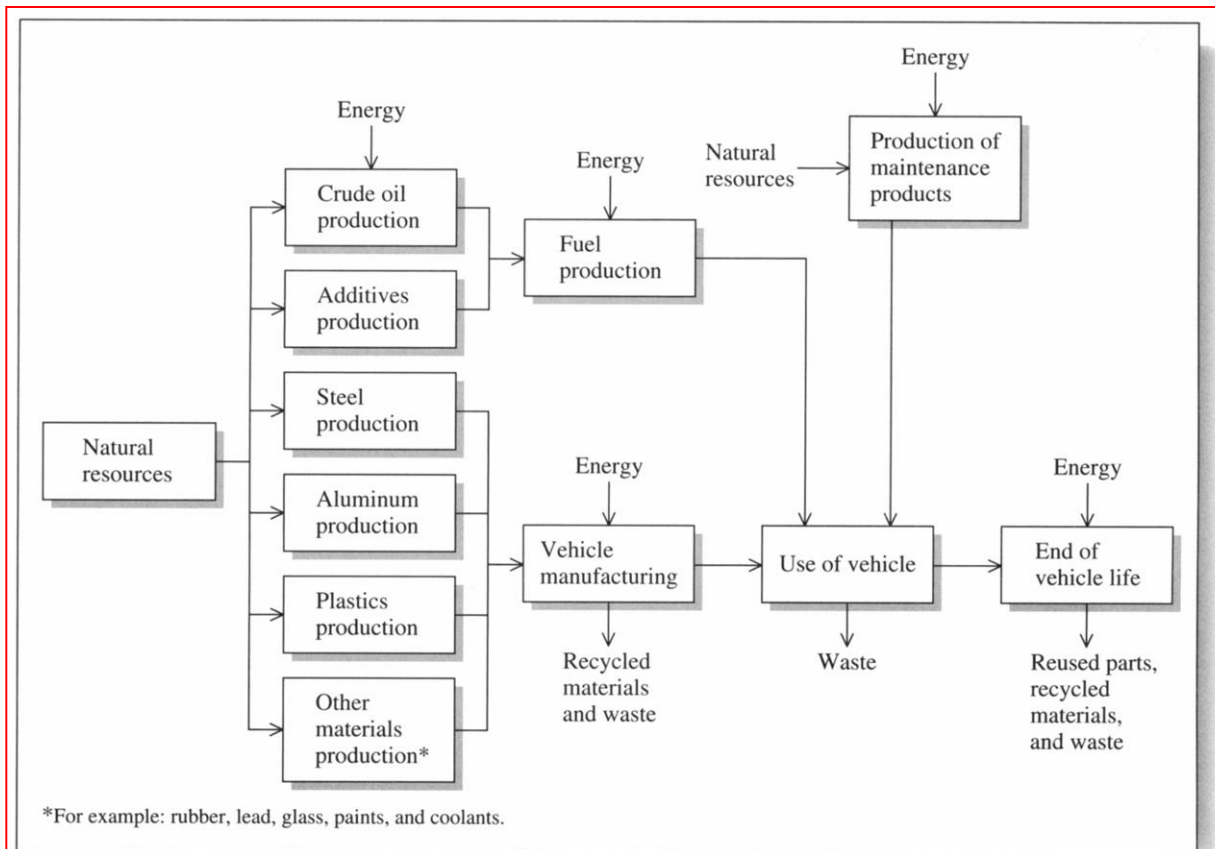 Energy
Production of
maintenance
products
Natural
resources
Energy
Crude oil
production
Energy
Fuel
production
Additives
production
Steel
production
Natural
resources
Aluminum
production
Energy
Vehicle
manufacturing
Use of vehicle
Energy
End of
vehicle life
Plastics
production
Recycled
materials
and waste
Waste
Reused parts,
recycled
materials,
and waste
Other
materials
production*
*For example: rubber, lead, glass, paints, and coolants.